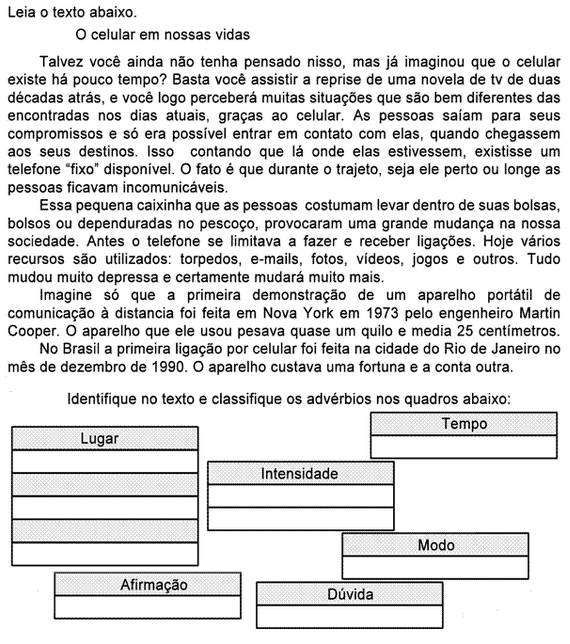 Leia o texto abaixo.
O celular em nossas vidas
Talvez você ainda não tenha pensado nisso, mas já imaginou que o celular
existe há pouco tempo? Basta você assistir a reprise de uma novela de tv de duas
décadas atrás, e você logo perceberá muitas situações que são bem diferentes das
encontradas nos dias atuais, graças ao celular. As pessoas saíam para seus
compromissos e só era possível entrar em contato com elas, quando chegassem
aos seus destinos. Isso contando que lá onde elas estivessem, existisse um
telefone “fixo” disponível. O fato é que durante o trajeto, seja ele perto ou longe as
pessoas ficavam incomunicáveis.
Essa pequena caixinha que as pessoas costumam levar dentro de suas bolsas,
bolsos ou dependuradas no pescoço, provocaram uma grande mudança na nossa
sociedade. Antes o telefone se limitava a fazer e receber ligações. Hoje vários
recursos são utilizados: torpedos, e-mails, fotos, vídeos, jogos e outros. Tudo
mudou muito depressa e certamente mudará muito mais.
Imagine só que a primeira demonstração de um aparelho portátil de
comunicação à distancia foi feita em Nova York em 1973 pelo engenheiro Martin
Cooper. O aparelho que ele usou pesava quase um quilo e media 25 centímetros.
No Brasil a primeira ligação por celular foi feita na cidade do Rio de Janeiro no
mês de dezembro de 1990. O aparelho custava uma fortuna e a conta outra.
Identifique no texto e classifique os advérbios nos quadros abaixo:
Tempo
Lugar
Intensidade
Modo
Afirmação
Dúvida